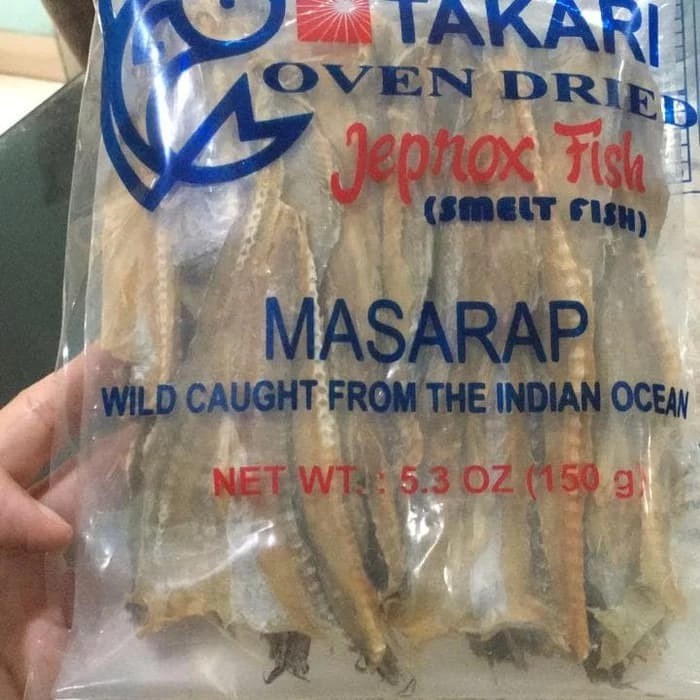 TAKARI
OVEN DRIED
Jeprox Fish
(SMELT FISH)
MASARAP
WILD CAUGHT FROM THE INDIAN OCEAN
NET WT. : 5.3 OZ (150 g)